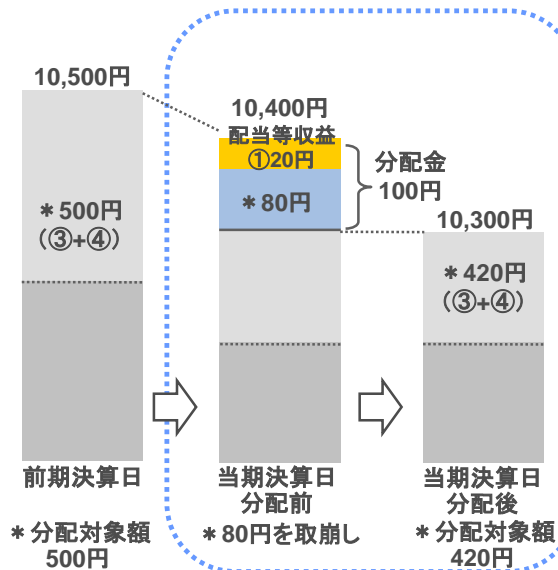 10,500円
＊500円
（③+④）
前期決算日
＊分配対象額
500円
10,400円
配当等収益
①20円
＊80円
分配金
100円
当期決算日
分配前
＊80円を取崩し
10,300円
＊420円
（③+④）
当期決算日
分配後
＊分配対象額
420円